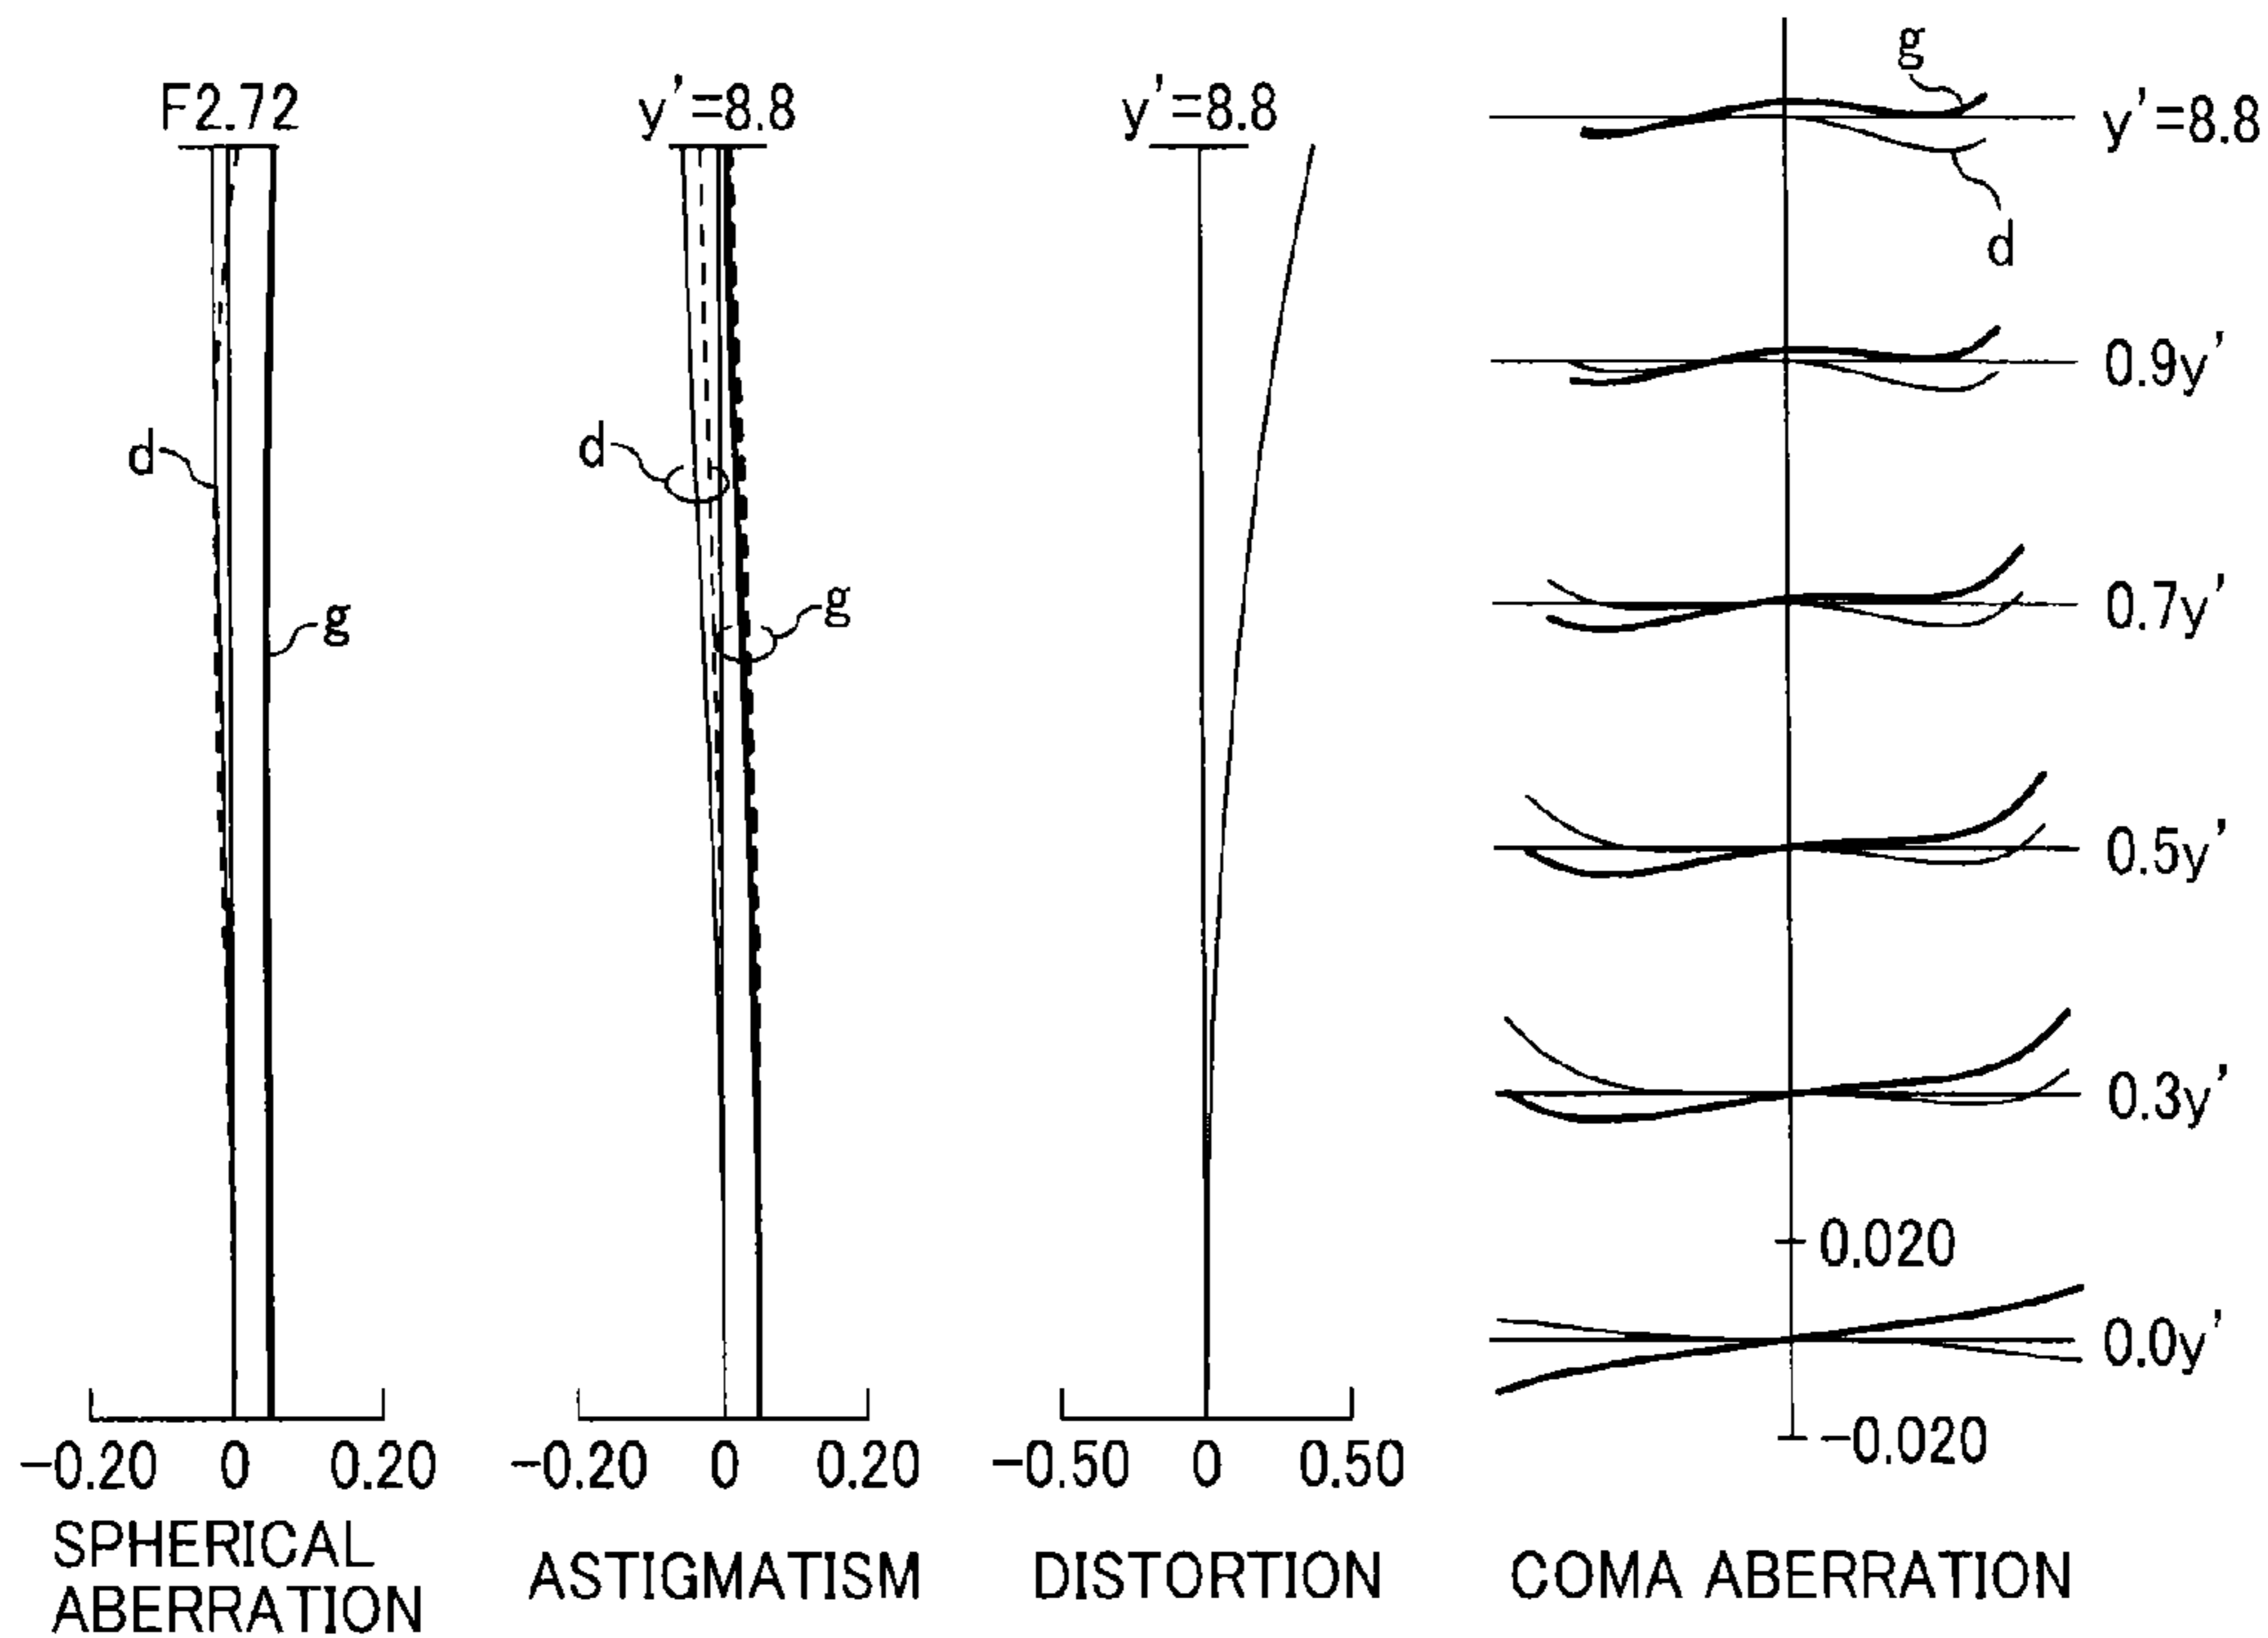 F2.72
d
g
−0.20 0 0.20
SPHERICAL
ABERRATION
y'=8.8
d
g
−0.20 0 0.20
ASTIGMATISM
y'=8.8
−0.50 0 0.50
DISTORTION
g
y'=8.8
d
0.9y'
0.7y'
0.5y'
0.3y'
0.020
0.0y'
−0.020
COMA ABERRATION